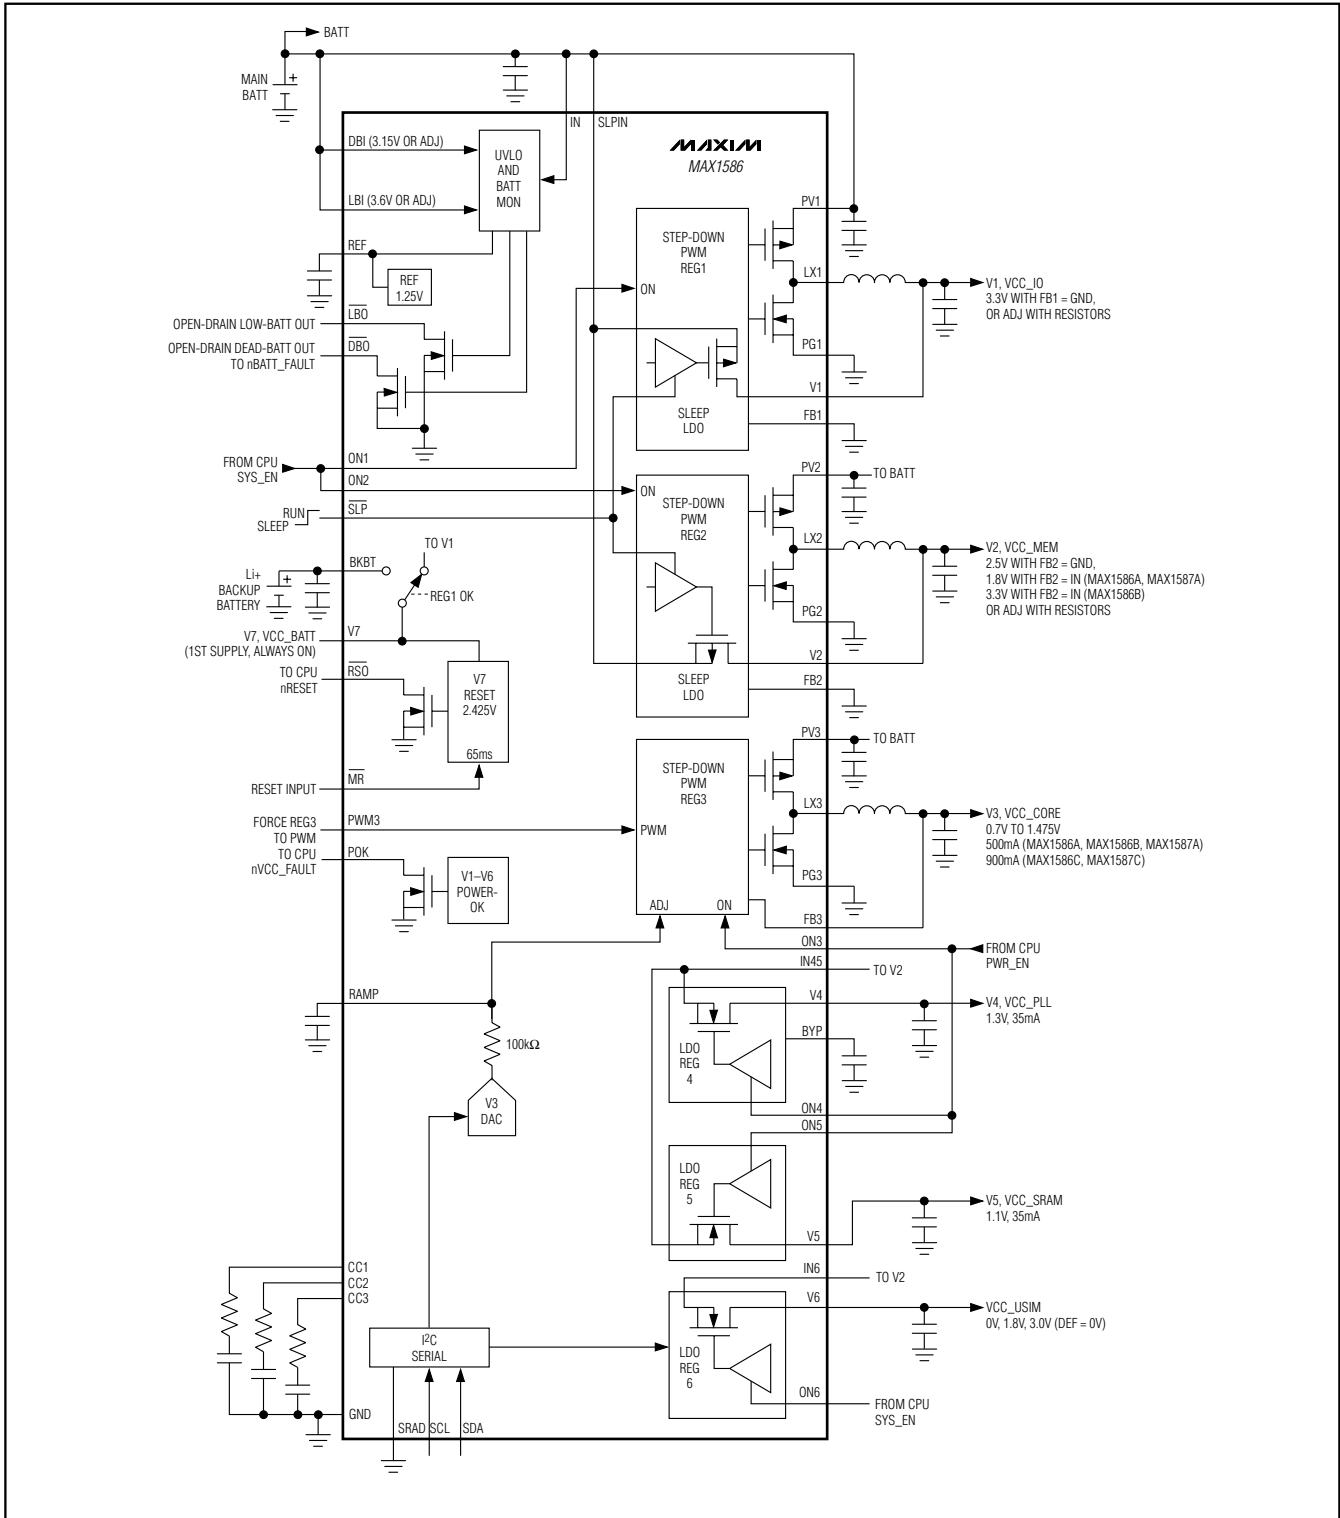 BATT
MAIN
BATT
+
IN
SLPIN
MAXIM
MAX1586
DBI (3.15V OR ADJ)
LBI (3.6V OR ADJ)
UVLO
AND
BATT
MON
REF
REF
1.25V
LBO
OPEN-DRAIN LOW-BATT OUT
OPEN-DRAIN DEAD-BATT OUT
TO nBATT_FAULT
DBO
STEP-DOWN
PWM
REG1
ON
SLEEP
LDO
PV1
LX1
PG1
V1
FB1
V1, VCC_IO
3.3V WITH FB1 = GND,
OR ADJ WITH RESISTORS
FROM CPU
SYS_EN
ON1
ON2
RUN
SLEEP
SLP
ON
STEP-DOWN
PWM
REG2
SLEEP
LDO
PV2
TO BATT
LX2
PG2
V2
FB2
V2, VCC_MEM
2.5V WITH FB2 = GND,
1.8V WITH FB2 = IN (MAX1586A, MAX1587A)
3.3V WITH FB2 = IN (MAX1586B)
OR ADJ WITH RESISTORS
Li+
BACKUP
BATTERY
+
BKBT
TO V1
REG1 OK
V7, VCC_BATT
(1ST SUPPLY, ALWAYS ON)
V7
TO CPU
nRESET
RSO
V7
RESET
2.425V
65ms
RESET INPUT
MR
FORCE REG3
TO PWM
PWM3
TO CPU
nVCC_FAULT
POK
V1–V6
POWER-
OK
STEP-DOWN
PWM
REG3
PWM
ADJ
ON
PV3
TO BATT
LX3
PG3
FB3
V3, VCC_CORE
0.7V TO 1.475V
500mA (MAX1586A, MAX1586B, MAX1587A)
900mA (MAX1586C, MAX1587C)
ON3
FROM CPU
PWR_EN
IN45
TO V2
RAMP
100kΩ
V3
DAC
LDO
REG
4
V4
V4, VCC_PLL
1.3V, 35mA
BYP
ON4
ON5
LDO
REG
5
V5
V5, VCC_SRAM
1.1V, 35mA
CC1
CC2
CC3
GND
I2C
SERIAL
SRAD
SCL
SDA
IN6
TO V2
V6
LDO
REG
6
VCC_USIM
0V, 1.8V, 3.0V (DEF = 0V)
ON6
FROM CPU
SYS_EN